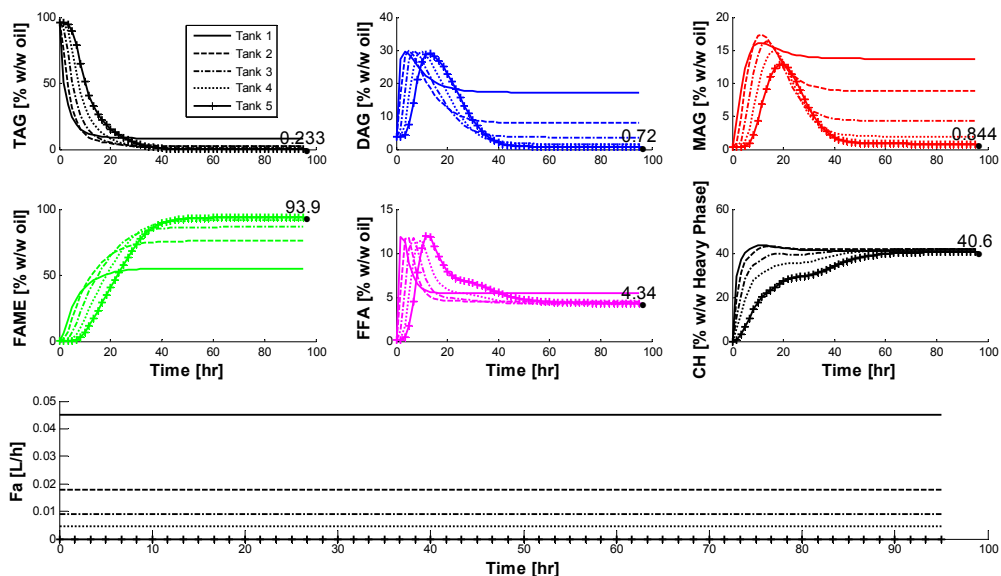 TAG [% w/w oil]
100
50
0
0 20 40 60 80 100
0.233
Tank 1
Tank 2
Tank 3
Tank 4
Tank 5
DAG [% w/w oil]
40
30
20
10
0
0 20 40 60 80 100
0.72
MAG [% w/w oil]
20
15
10
5
0
0 20 40 60 80 100
0.844
FAME [% w/w oil]
100
50
0
0 20 40 60 80 100
93.9
Time [hr]
FFA [% w/w oil]
15
10
5
0
0 20 40 60 80 100
4.34
Time [hr]
CH [% w/w Heavy Phase]
60
40
20
0
0 20 40 60 80 100
40.6
Time [hr]
Fa [L/h]
0.05
0.04
0.03
0.02
0.01
0
0 10 20 30 40 50 60 70 80 90 100
Time [hr]